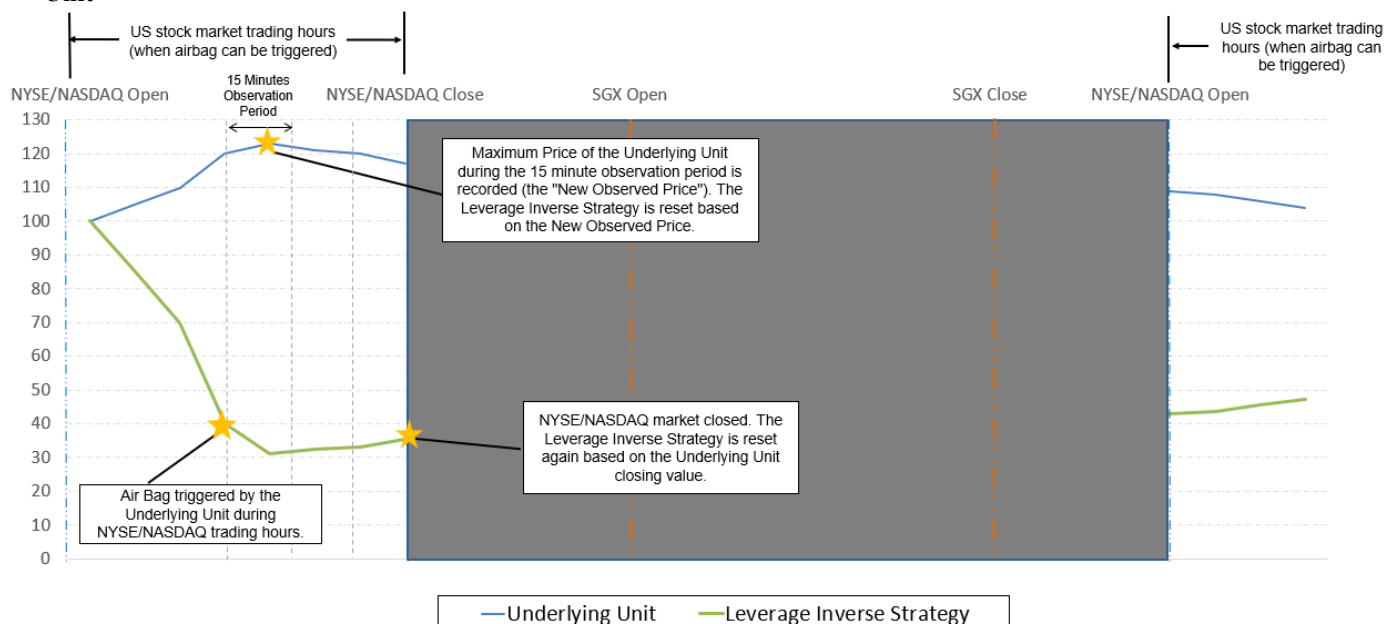 US stock market trading hours
(when airbag can be triggered)
US stock market trading
hours (when airbag can
be triggered)
15 Minutes
Observation
Period
NYSE/NASDAQ Open
NYSE/NASDAQ Close
SGX Open
SGX Close
NYSE/NASDAQ Open
130
120
110
100
90
80
70
60
50
40
30
20
10
0
Maximum Price of the Underlying Unit
during the 15 minute observation period is
recorded (the "New Observed Price"). The
Leverage Inverse Strategy is reset based
on the New Observed Price.
NYSE/NASDAQ market closed. The
Leverage Inverse Strategy is reset
again based on the Underlying Unit
closing value.
Air Bag triggered by the
Underlying Unit during
NYSE/NASDAQ trading hours.
Underlying Unit
Leverage Inverse Strategy